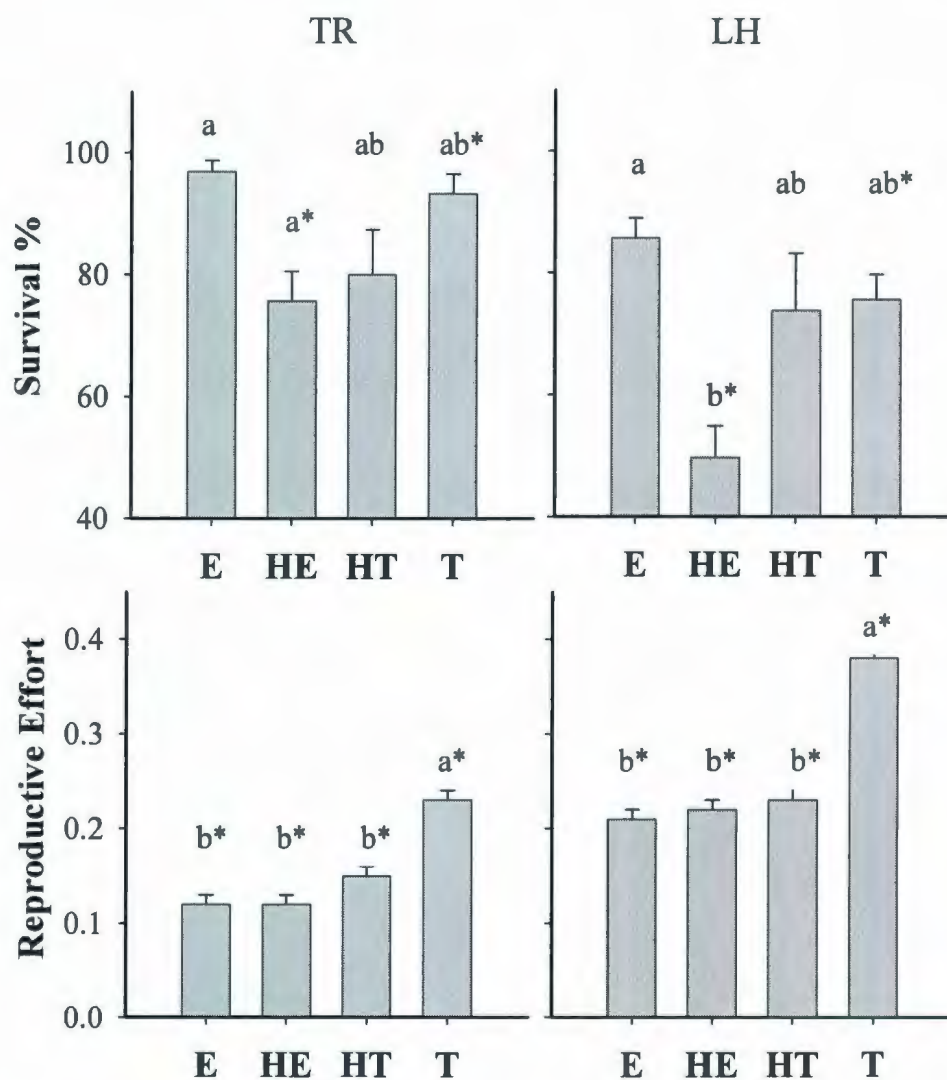 TR LH
Survival %
100
80
60
40
a
a*
ab
ab*
a
b*
ab
ab*
E HE HT T
E HE HT T
Reproductive Effort
0.4
0.3
0.2
0.1
0.0
b*
b*
b*
a*
b*
b*
b*
a*
E HE HT T
E HE HT T